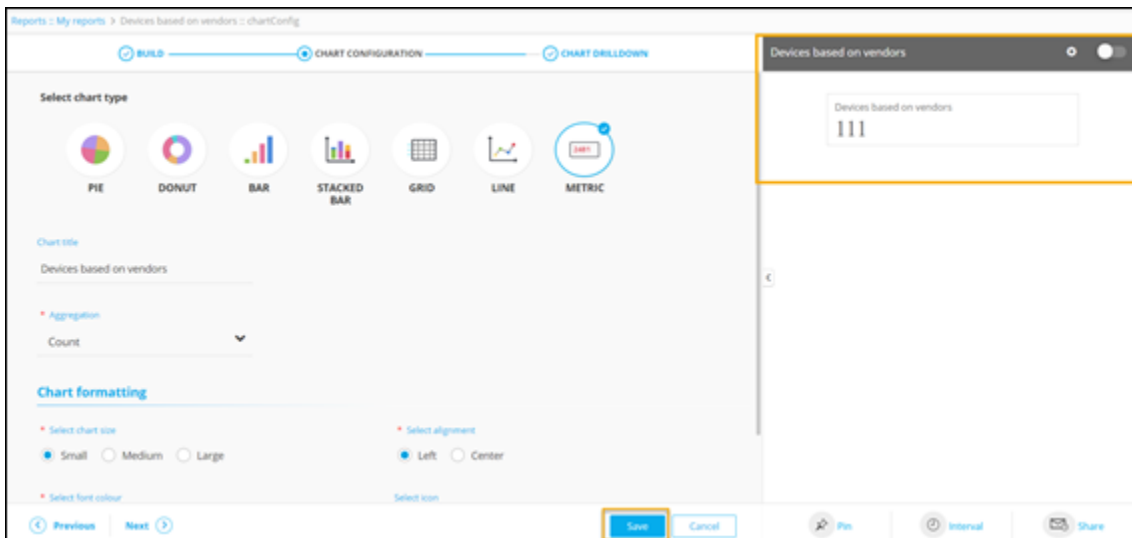 Reports :: My reports > Devices based on vendors :: chartConfig
BUILD
CHART CONFIGURATION
CHART DRILLDOWN
Devices based on vendors
Select chart type
Devices based on vendors
111
2481
PIE
DONUT
BAR
STACKED
BAR
GRID
LINE
METRIC
Chart title
Devices based on vendors
* Aggregation
Count
Chart formatting
* Select chart size
* Select alignment
Small
Medium
Large
Left
Center
* Select font colour
Select icon
Previous
Next
Save
Cancel
Pin
Interval
Share